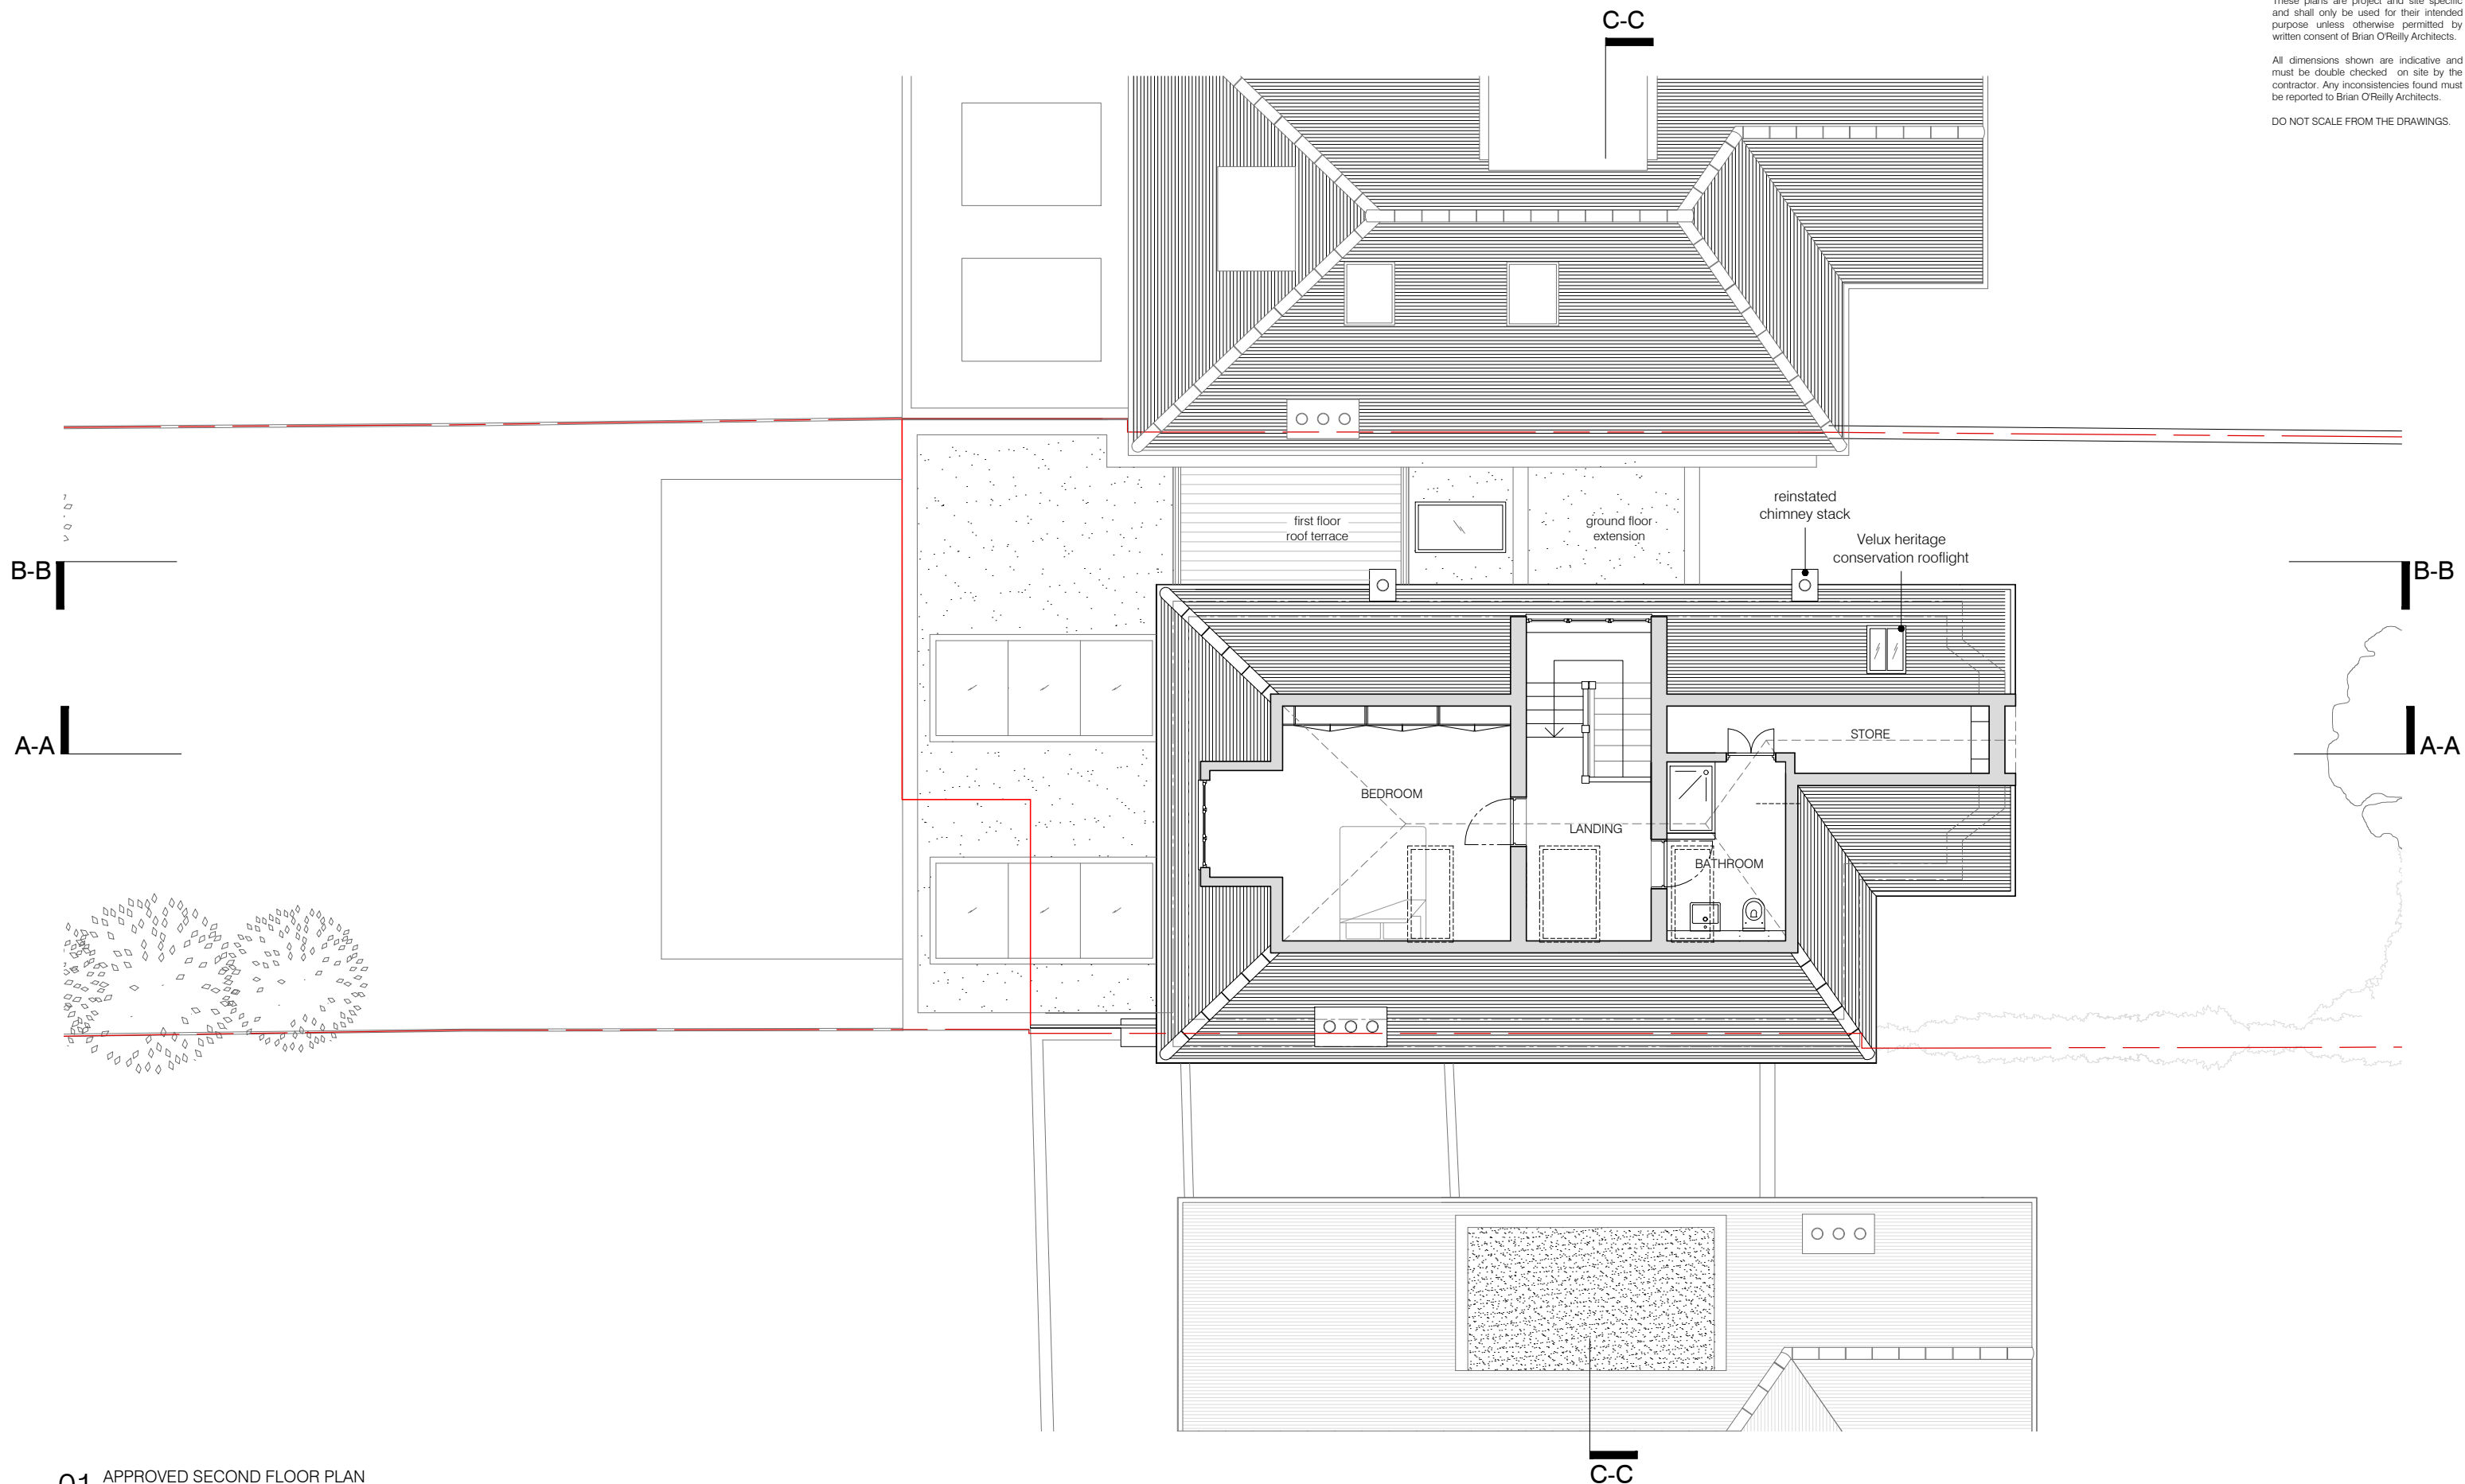 C-C
These plans are project and site specific
and shall only be used for their intended
purpose unless otherwise permitted by
written consent of Brian O'Reilly Architects.
All dimensions shown are indicative and
must be double checked on site by the
contractor. Any inconsistencies found must
be reported to Brian O'Reilly Architects.
DO NOT SCALE FROM THE DRAWINGS.
reinstated
chimney stack
first floor
roof terrace
ground floor
extension
Velux heritage
conservation rooflight
B-B
B-B
A-A
A-A
STORE
BEDROOM
LANDING
BATHROOM
C-C
01 APPROVED SECOND FLOOR PLAN